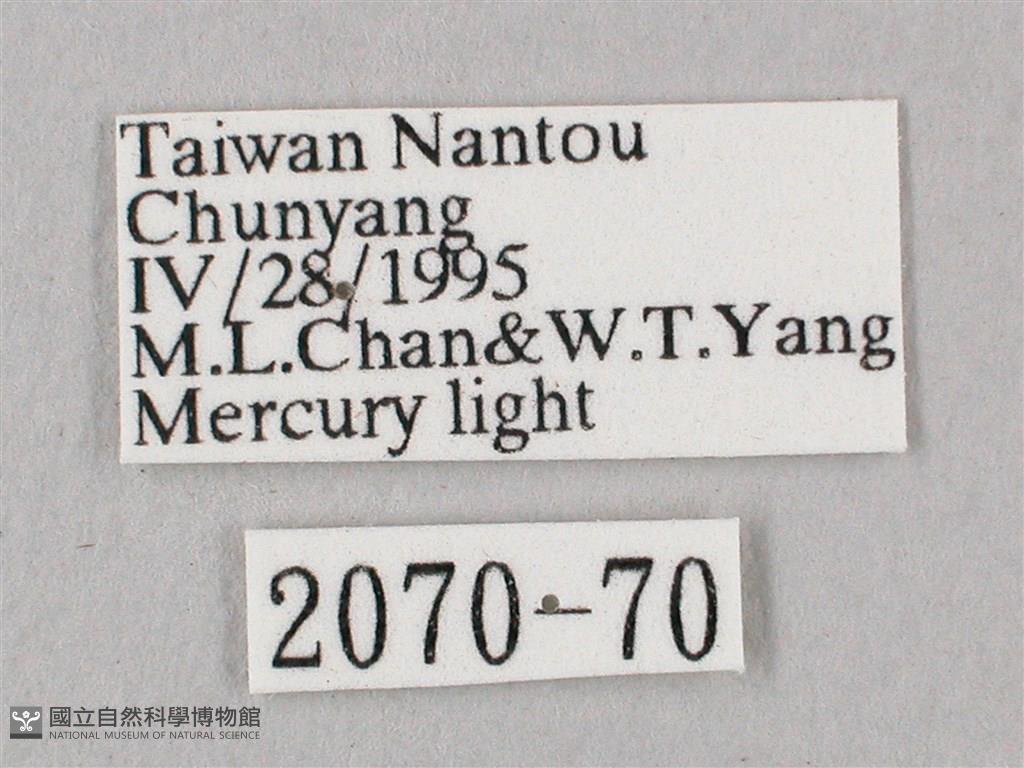 Taiwan Nantou
Chunyang
IV/28/1995
M.L.Chan&W.T.Yang
Mercury light
2070-70
國立自然科學博物館
NATIONAL MUSEUM OF NATURAL SCIENCE